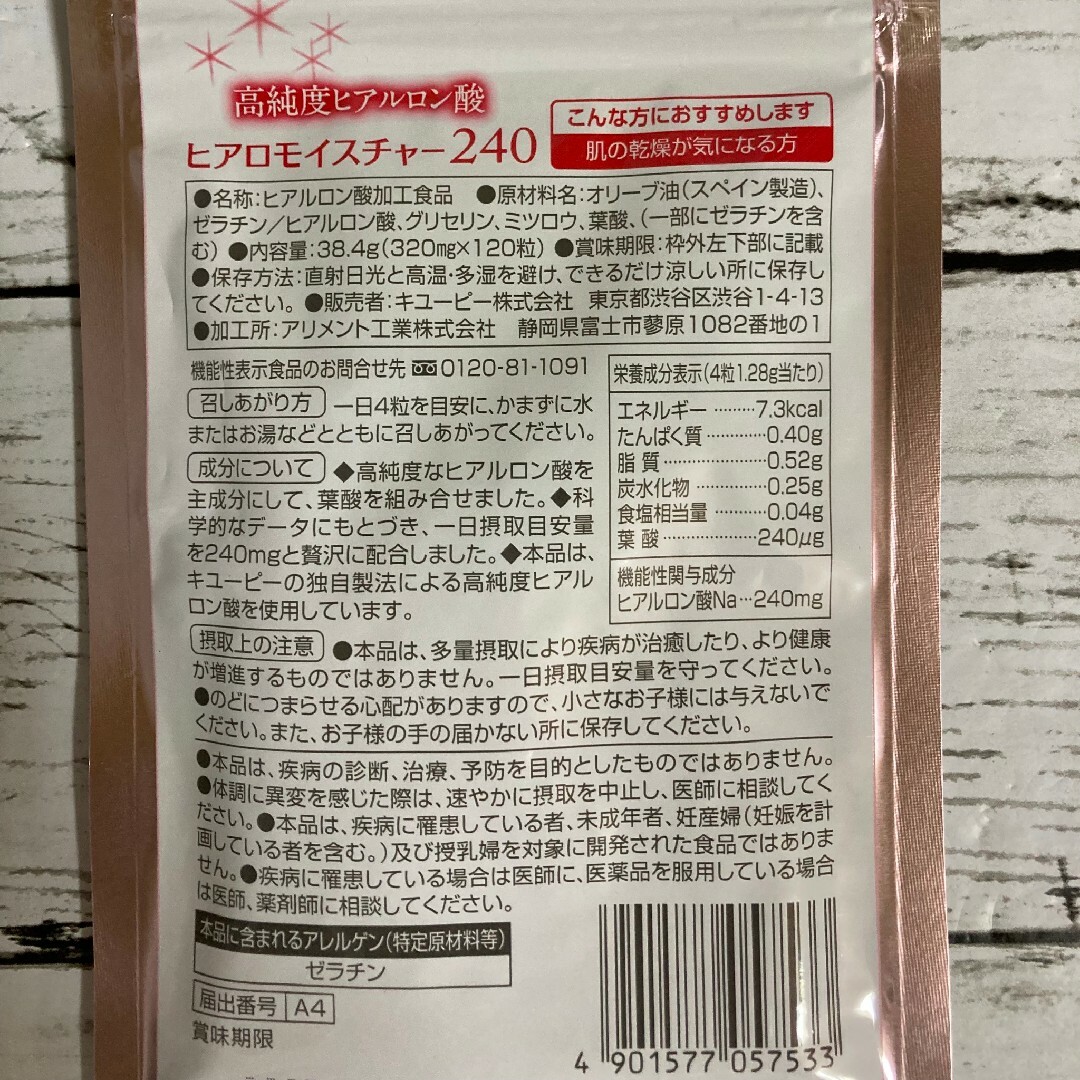 高純度ヒアルロン酸
ヒアロモイスチャー240
こんな方におすすめします
肌の乾燥が気になる方
●名称:ヒアルロン酸加工食品 ●原材料名:オリーブ油(スペイン製造)、
ゼラチン/ヒアルロン酸、グリセリン、ミツロウ、葉酸、(一部にゼラチンを含
む) ●内容量:38.4g(320mg×120粒) ●賞味期限:枠外左下部に記載
●保存方法:直射日光と高温・多湿を避け、できるだけ涼しい所に保存し
てください。 ●販売者:キユーピー株式会社 東京都渋谷区渋谷1-4-13
●加工所:アリメント工業株式会社 静岡県富士市蓼原1082番地の1
機能性表示食品のお問合せ先 0120-81-1091
召しあがり方 一日4粒を目安に、かまずに水
またはお湯などとともに召しあがってください。
成分について ◆高純度なヒアルロン酸を
主成分にして、葉酸を組み合せました。◆科
学的なデータにもとづき、一日摂取目安量
を240mgと贅沢に配合しました。◆本品は、
キユーピーの独自製法による高純度ヒアル
ロン酸を使用しています。
栄養成分表示(4粒1.28g当たり)
エネルギー………7.3kcal
たんぱく質…………0.40g
脂質…………………0.52g
炭水化物……………0.25g
食塩相当量…………0.04g
葉酸…………………240μg
機能性関与成分
ヒアルロン酸Na…240mg
摂取上の注意 ●本品は、多量摂取により疾病が治癒したり、より健康
が増進するものではありません。一日摂取目安量を守ってください。
●のどにつまらせる心配がありますので、小さなお子様には与えないで
ください。また、お子様の手の届かない所に保存してください。
●本品は、疾病の診断、治療、予防を目的としたものではありません。
●体調に異変を感じた際は、速やかに摂取を中止し、医師に相談してく
ださい。●本品は、疾病に罹患している者、未成年者、妊産婦(妊娠を計
画している者を含む。)及び授乳婦を対象に開発された食品ではありま
せん。●疾病に罹患している場合は医師に、医薬品を服用している場合
は医師、薬剤師に相談してください。
本品に含まれるアレルゲン(特定原材料等)
ゼラチン
届出番号 A4
賞味期限
4 901577 057533